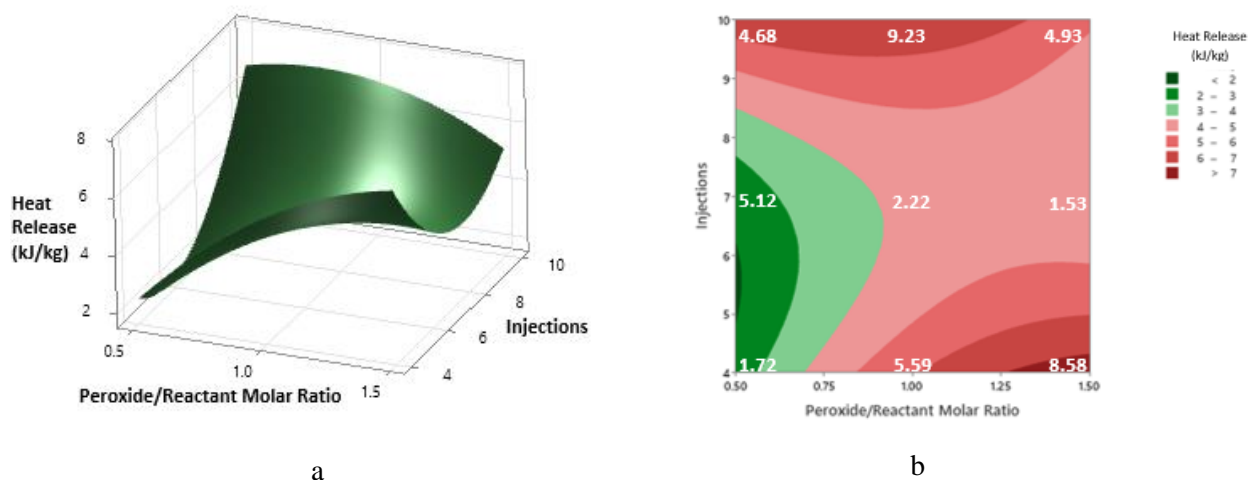 8
6
4
2
Heat
Release
(kJ/kg)
0.5
1.0
1.5
Peroxide/Reactant Molar Ratio
4
6
8
10
Injections
a
10
9
8
7
6
5
4
Injections
4.68 9.23 4.93
5.12 2.22 1.53
1.72 5.59 8.58
0.50 0.75 1.00 1.25 1.50
Peroxide/Reactant Molar Ratio
Heat Release
(kJ/kg)
< 2
2 – 3
3 – 4
4 – 5
5 – 6
6 – 7
> 7
b